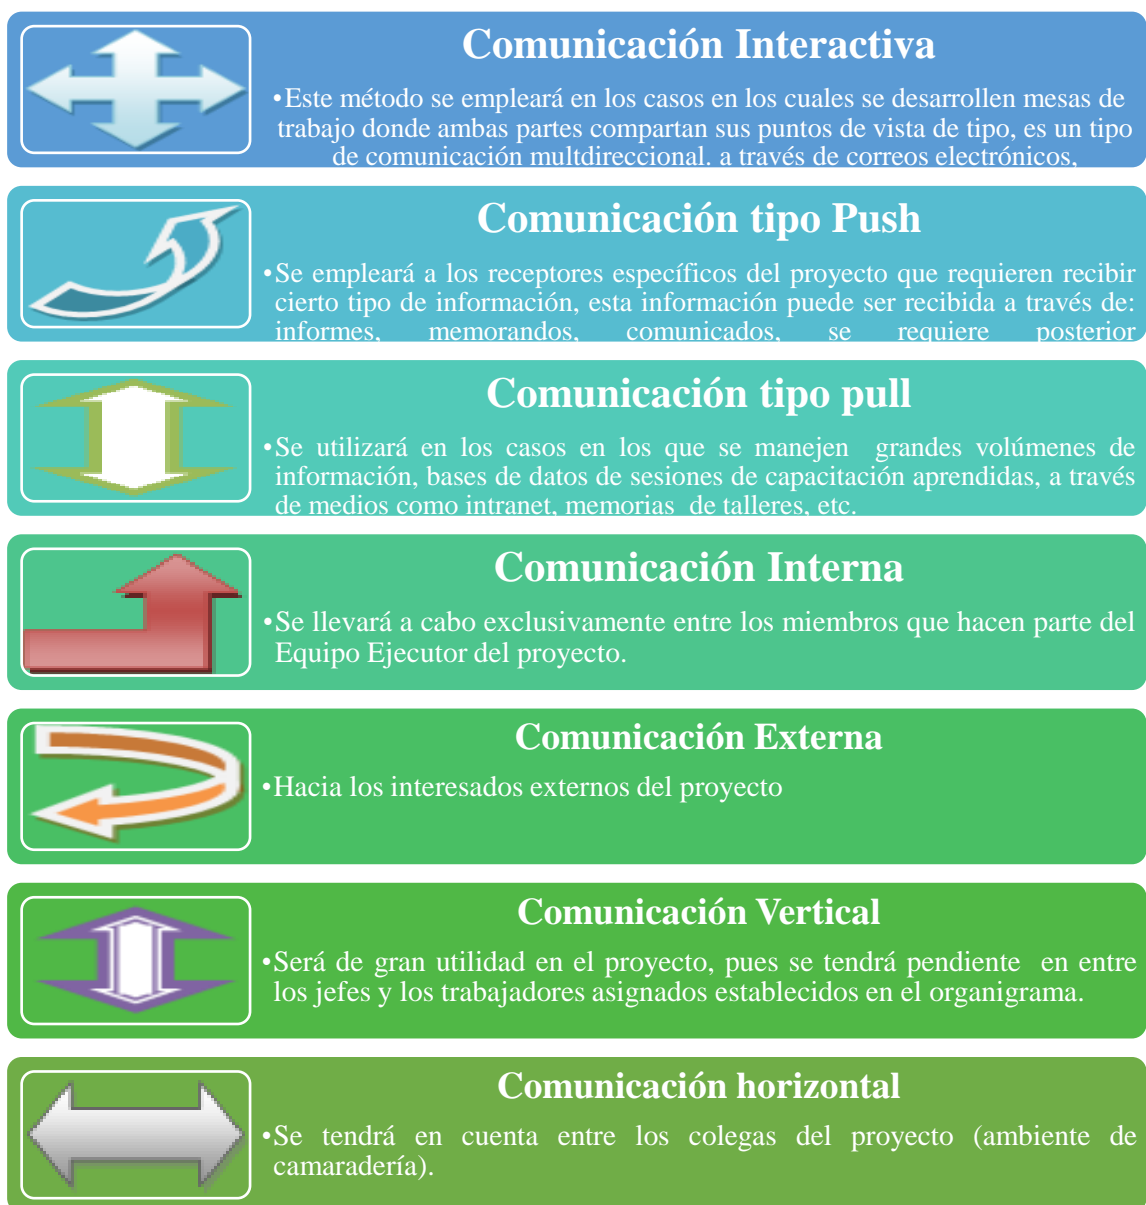 Comunicación Interactiva
•Este método se empleará en los casos en los cuales se desarrollen mesas de
trabajo donde ambas partes compartan sus puntos de vista de tipo, es un tipo
de comunicación multdireccional. a través de correos electrónicos,
Comunicación tipo Push
•Se empleará a los receptores específicos del proyecto que requieren recibir
cierto tipo de información, esta información puede ser recibida a través de:
informes, memorandos, comunicados, se requiere posterior
Comunicación tipo pull
•Se utilizará en los casos en los que se manejen grandes volúmenes de
información, bases de datos de sesiones de capacitación aprendidas, a través
de medios como intranet, memorias de talleres, etc.
Comunicación Interna
•Se llevará a cabo exclusivamente entre los miembros que hacen parte del
Equipo Ejecutor del proyecto.
Comunicación Externa
•Hacia los interesados externos del proyecto
Comunicación Vertical
•Será de gran utilidad en el proyecto, pues se tendrá pendiente en entre
los jefes y los trabajadores asignados establecidos en el organigrama.
Comunicación horizontal
•Se tendrá en cuenta entre los colegas del proyecto (ambiente de
camaradería).